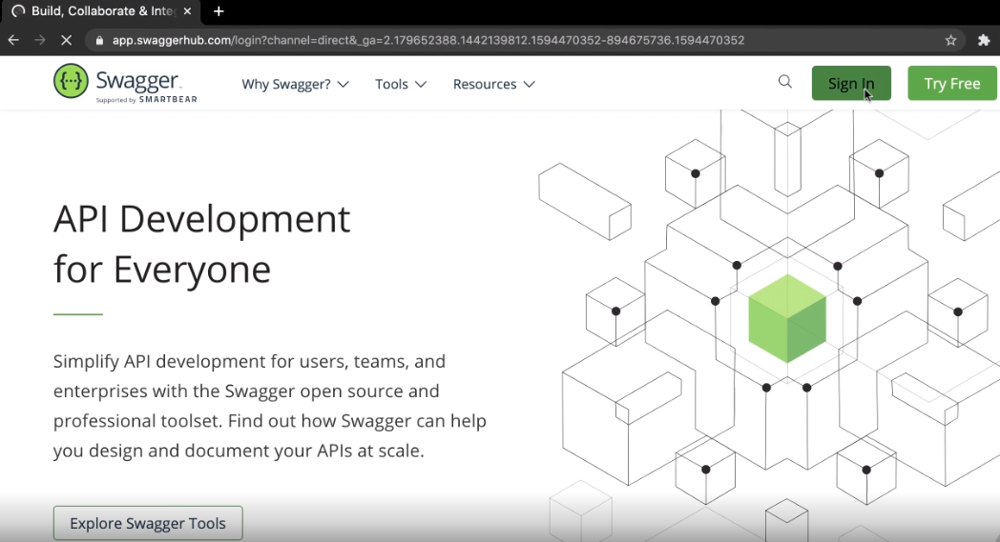 Build, Collaborate & Inte
app.swaggerhub.com/login?channel=direct&_ga=2.179652388.1442139812.1594470352-894675736.1594470352
{···} Swagger.
Supported by SMARTBEAR
Why Swagger?
Tools
Resources
Sign In
Try Free
API Development
for Everyone
Simplify API development for users, teams, and
enterprises with the Swagger open source and
professional toolset. Find out how Swagger can help
you design and document your APIs at scale.
Explore Swagger Tools